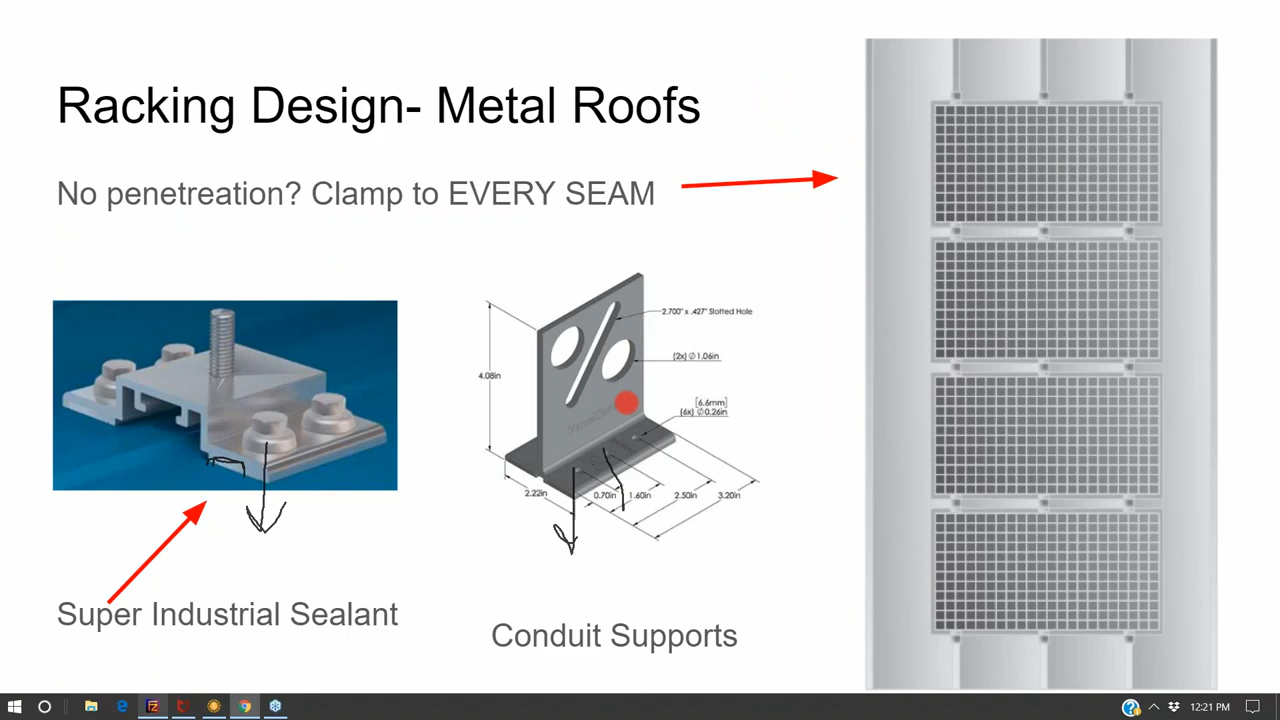 Racking Design- Metal Roofs
No penetreation? Clamp to EVERY SEAM
2.700" x .427" Slotted Hole
(2x) ∅1.06in
4.08in
[6.6mm]
(6x) ∅0.26in
2.22in
0.70in
1.60in
2.50in
3.20in
Super Industrial Sealant
Conduit Supports
12:21 PM